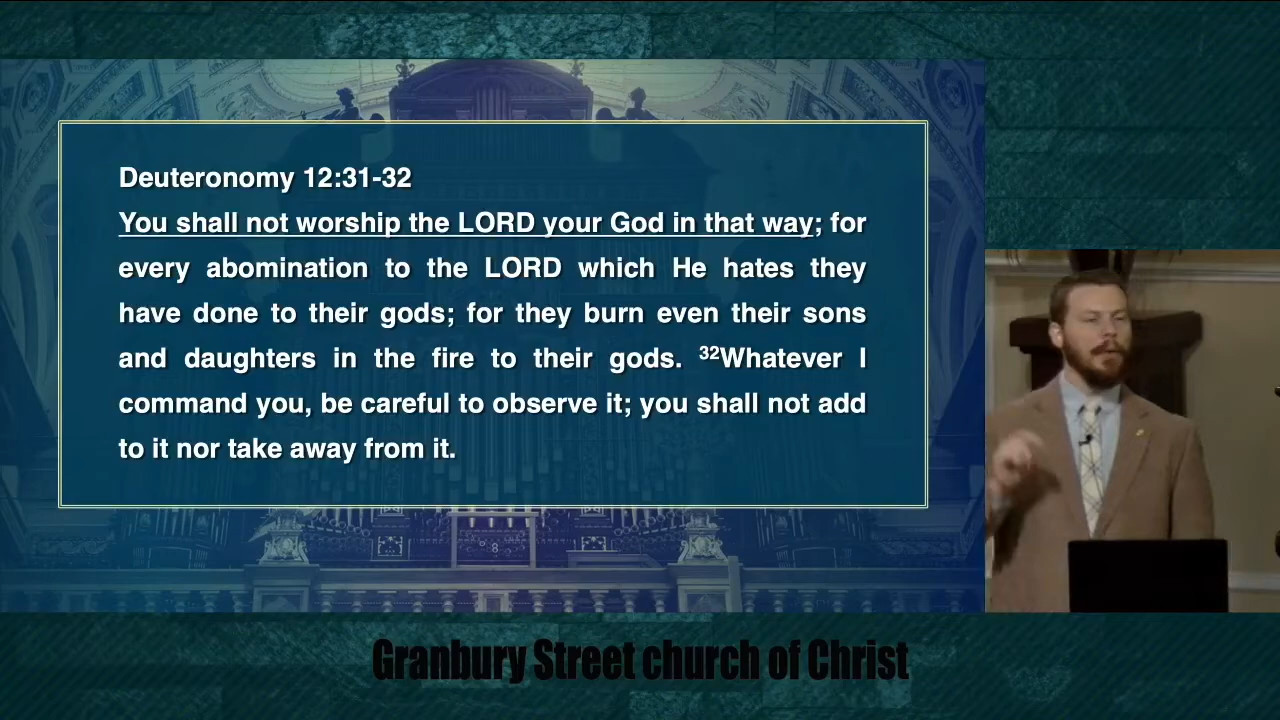 Deuteronomy 12:31-32
You shall not worship the LORD your God in that way; for
every abomination to the LORD which He hates they
have done to their gods; for they burn even their sons
and daughters in the fire to their gods. ³²Whatever I
command you, be careful to observe it; you shall not add
to it nor take away from it.
Granbury Street church of Christ